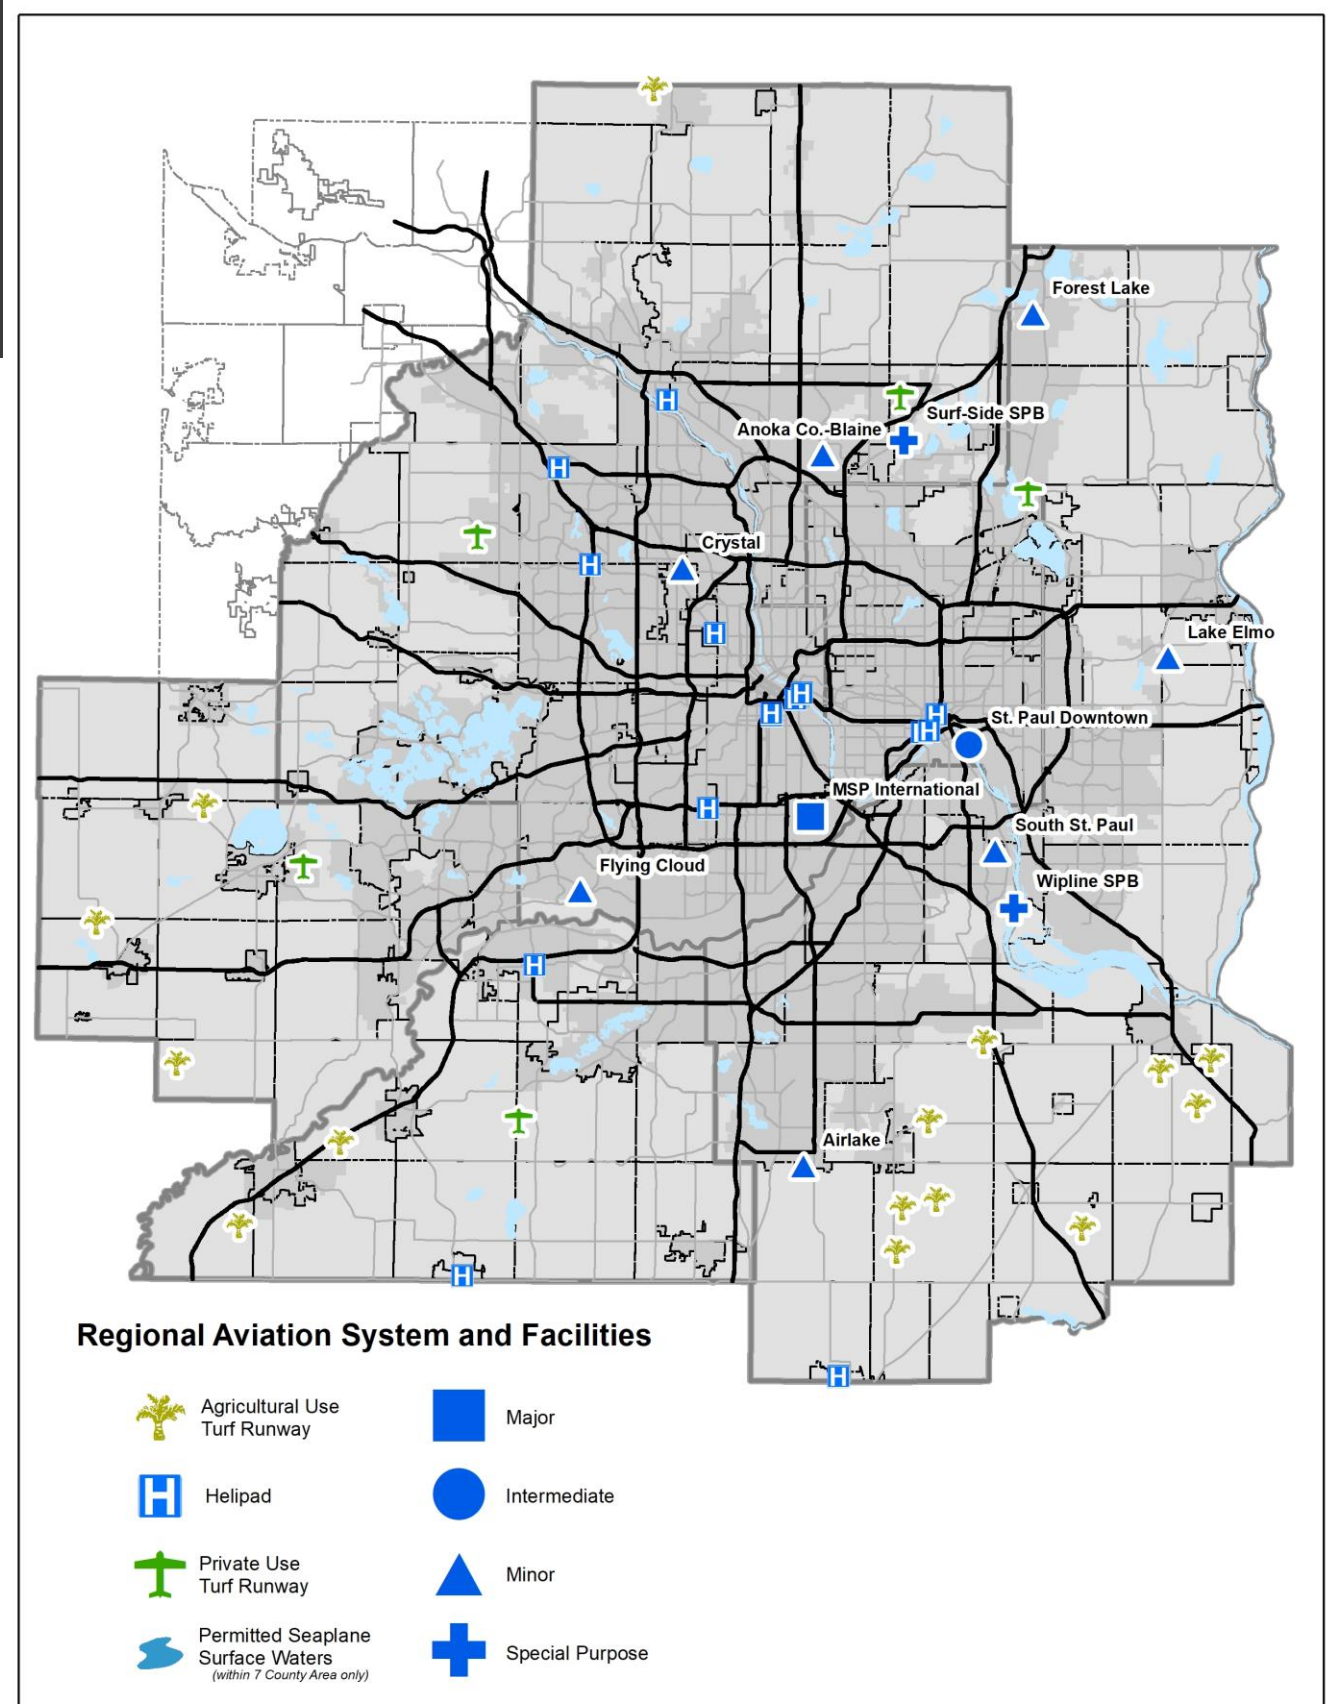 Forest Lake
Surf-Side SPB
Anoka Co.-Blaine
H
H
Crystal
H
H
Lake Elmo
H
H
H
St. Paul Downtown
H
MSP International
H
South St. Paul
Flying Cloud
Wipline SPB
H
Airlake
H
Regional Aviation System and Facilities
H
Agricultural Use
Turf Runway
Major
H
Helipad
Intermediate
Private Use
Turf Runway
Minor
Permitted Seaplane
Surface Waters
(within 7 County Area only)
Special Purpose